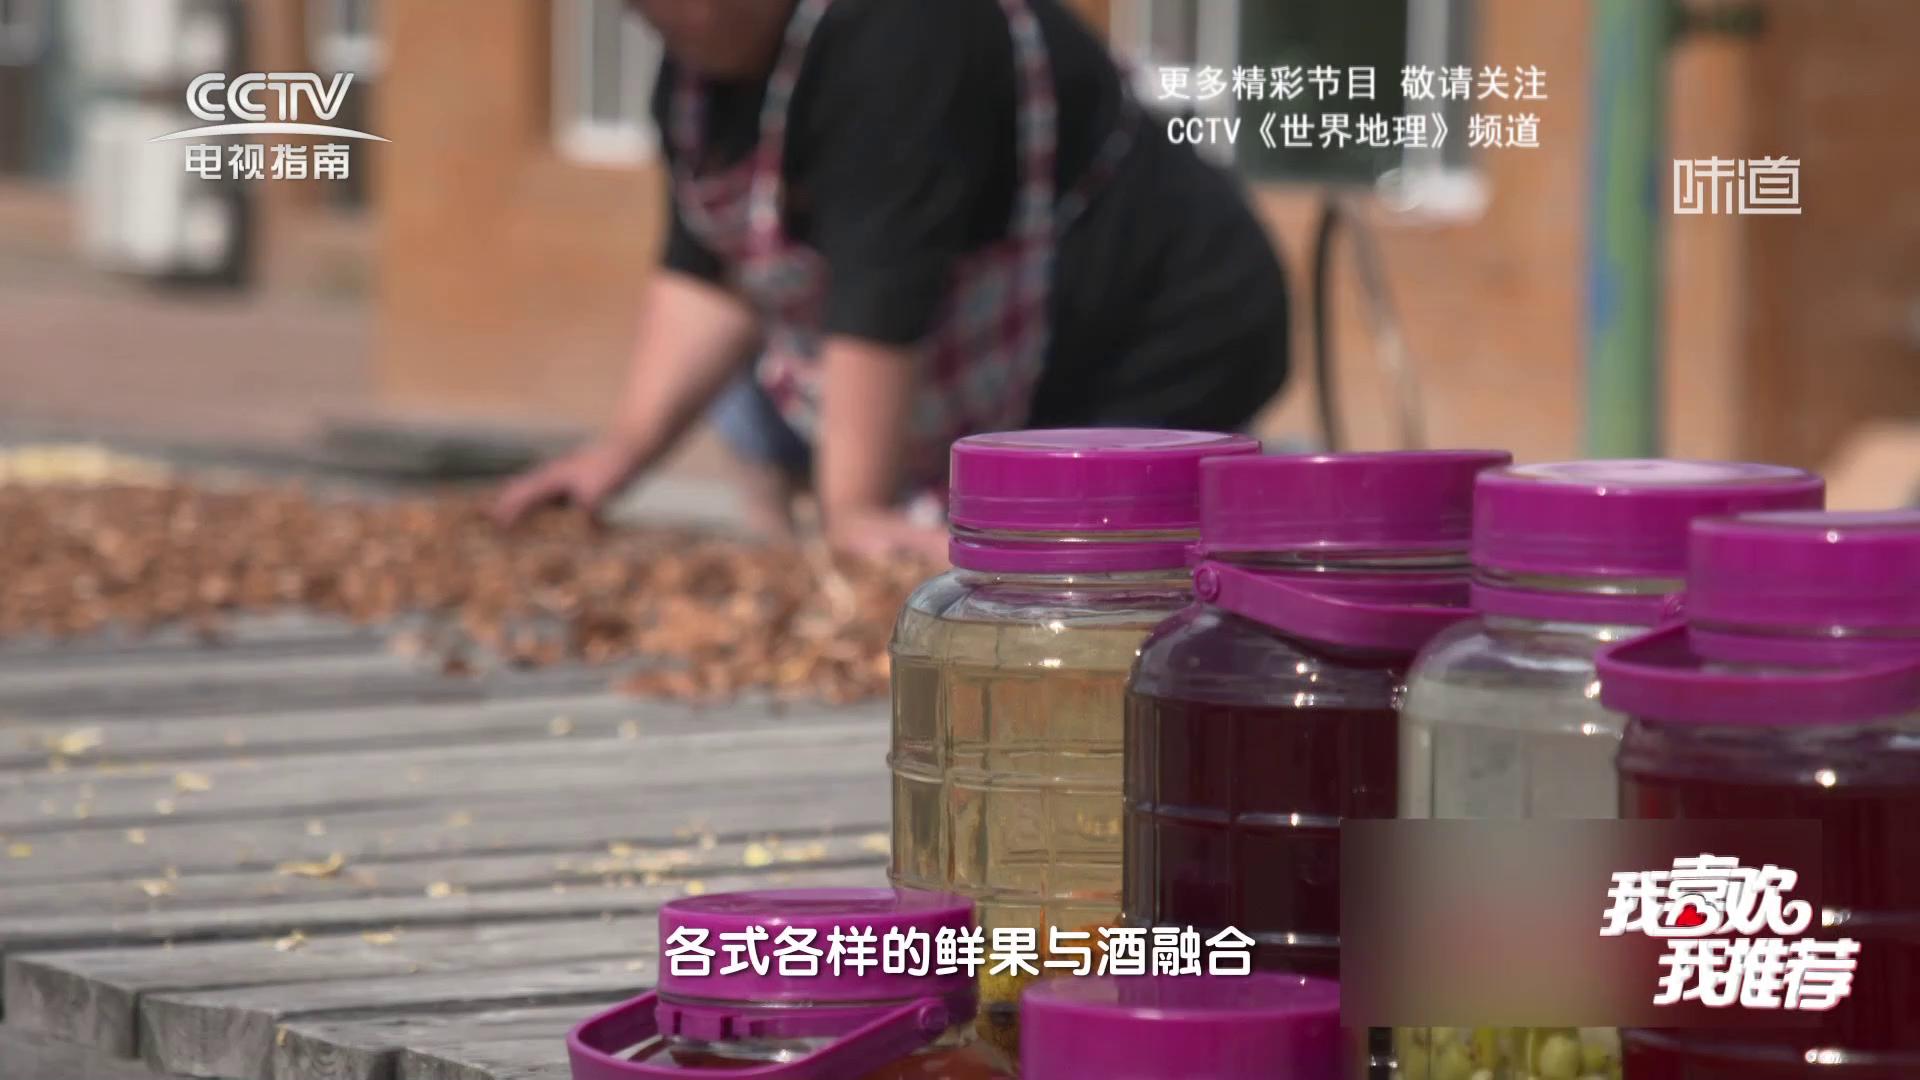 CCTV
电视指南
更多精彩节目 敬请关注
CCTV《世界地理》频道
味道
各式各样的鲜果与酒融合
我喜欢
我推荐